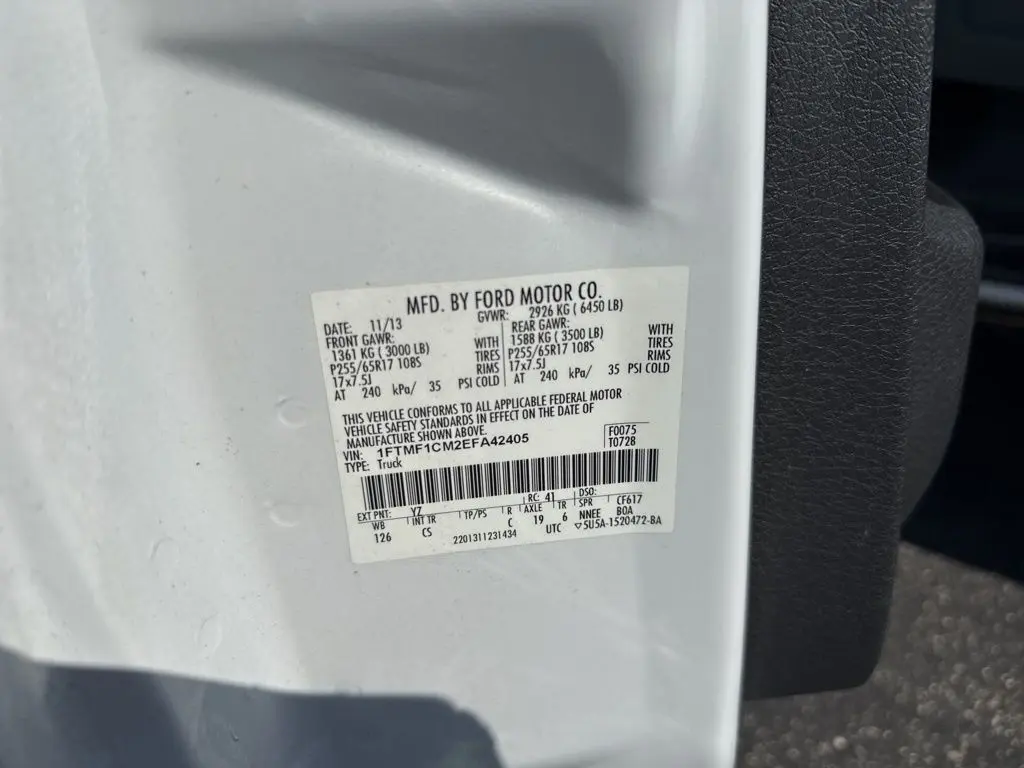 MFD. BY FORD MOTOR CO.
DATE: 11/13 GVWR: 2926 KG ( 6450 LB)
FRONT GAWR: REAR GAWR:
1361 KG ( 3000 LB) WITH 1588 KG ( 3500 LB) WITH
P255/65R17 108S TIRES P255/65R17 108S TIRES
17x7.5J RIMS 17x7.5J RIMS
AT 240 kPa/ 35 PSI COLD AT 240 kPa/ 35 PSI COLD
THIS VEHICLE CONFORMS TO ALL APPLICABLE FEDERAL MOTOR
VEHICLE SAFETY STANDARDS IN EFFECT ON THE DATE OF
MANUFACTURE SHOWN ABOVE.
VIN: 1FTMF1CM2EFA42405 F0075
TYPE: Truck T0728
EXT PNT: YZ RC: 41 DSO:
WB INT TR TP/PS R AXLE TR SPR CF617
126 CS C 19 6 NNEE B0A
2201311231434 UTC ▽5U5A-1520472-BA